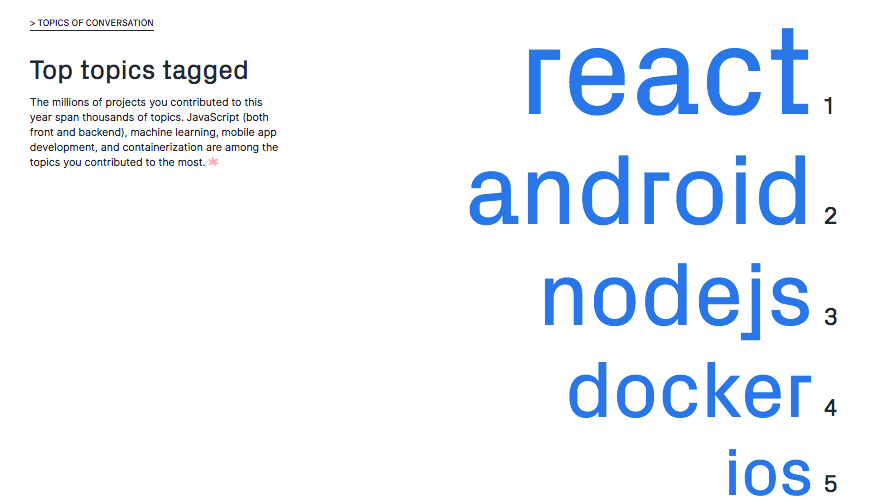 > TOPICS OF CONVERSATION
Top topics tagged
The millions of projects you contributed to this
year span thousands of topics. JavaScript (both
front and backend), machine learning, mobile app
development, and containerization are among the
topics you contributed to the most. *
react 1
android 2
nodejs 3
docker 4
ios 5